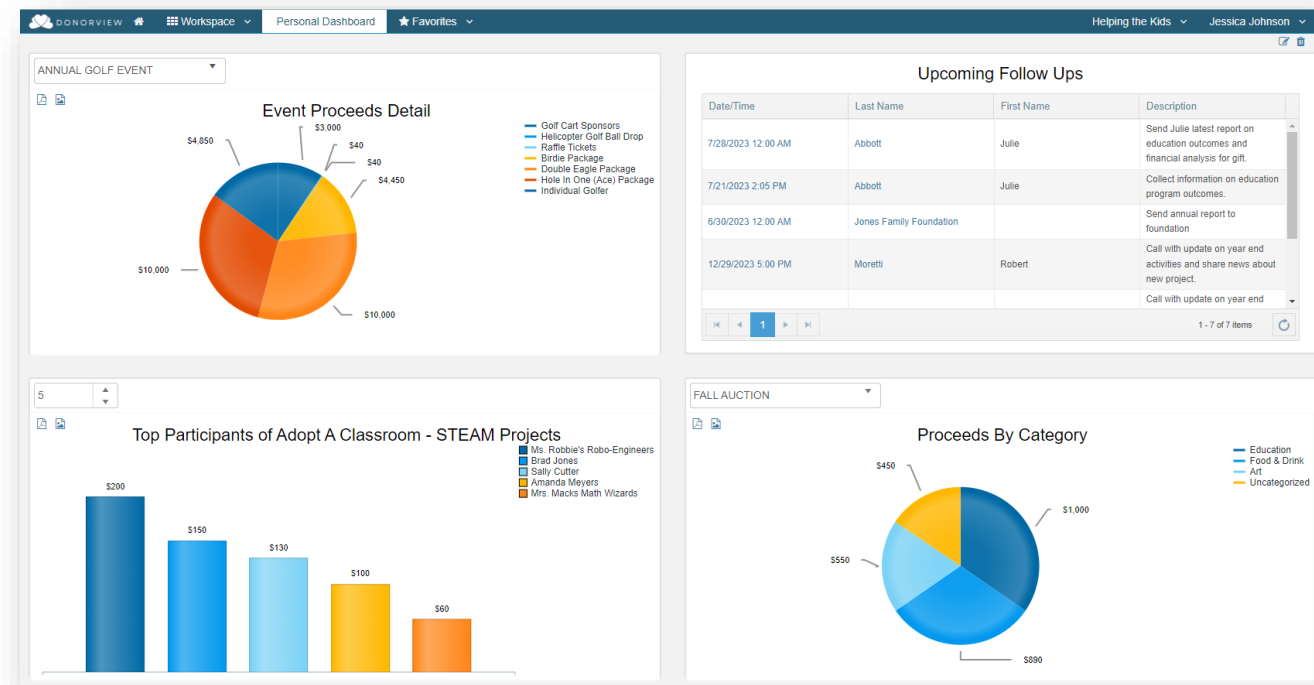 DONORVIEW Workspace Personal Dashboard Favorites Helping the Kids Jessica Johnson
ANNUAL GOLF EVENT
Event Proceeds Detail
$3,000
$4,850
$40
$40
$4,450
$10,000
$10,000
Golf Cart Sponsors
Helicopter Golf Ball Drop
Raffle Tickets
Birdie Package
Double Eagle Package
Hole In One (Ace) Package
Individual Golfer
Upcoming Follow Ups
Date/Time Last Name First Name Description
7/28/2023 12:00 AM Abbott Julie Send Julie latest report on
education outcomes and
financial analysis for gift.
7/21/2023 2:05 PM Abbott Julie Collect information on education
program outcomes.
6/30/2023 12:00 AM Jones Family Foundation Send annual report to
foundation
12/29/2023 5:00 PM Moretti Robert Call with update on year end
activities and share news about
new project.
Call with update on year end
1
1 - 7 of 7 items
5
Top Participants of Adopt A Classroom - STEAM Projects
Ms. Robbie's Robo-Engineers
Brad Jones
Sally Cutter
Amanda Meyers
Mrs. Macks Math Wizards
$200
$150
$130
$100
$60
FALL AUCTION
Proceeds By Category
Education
Food & Drink
Art
Uncategorized
$450
$1,000
$550
$890